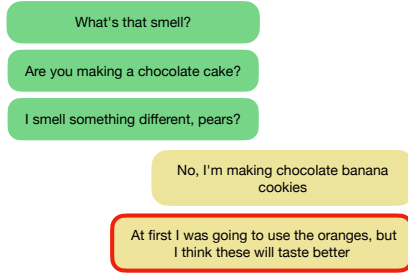 What's that smell?
Are you making a chocolate cake?
I smell something different, pears?
No, I'm making chocolate banana
cookies
At first I was going to use the oranges, but
I think these will taste better